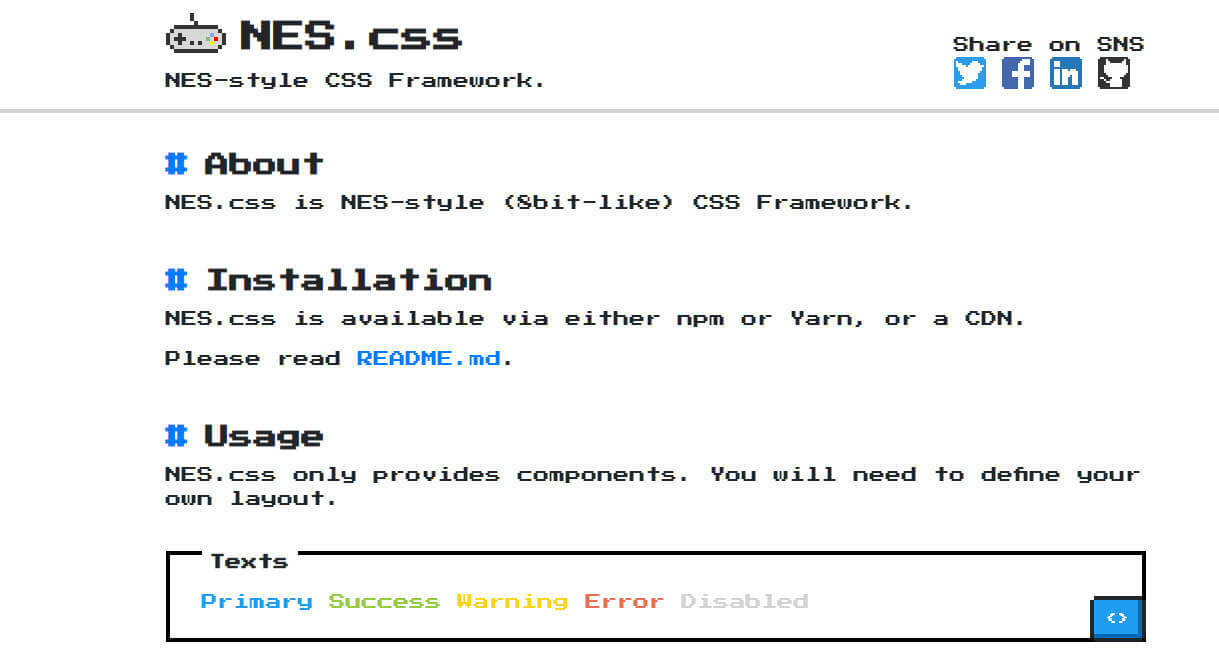 NES.css
NES-style CSS Framework.
Share on SNS
# About
NES.css is NES-style (8bit-like) CSS Framework.
# Installation
NES.css is available via either npm or Yarn, or a CDN.
Please read README.md.
# Usage
NES.css only provides components. You will need to define your
own layout.
Texts
Primary Success Warning Error Disabled
<>